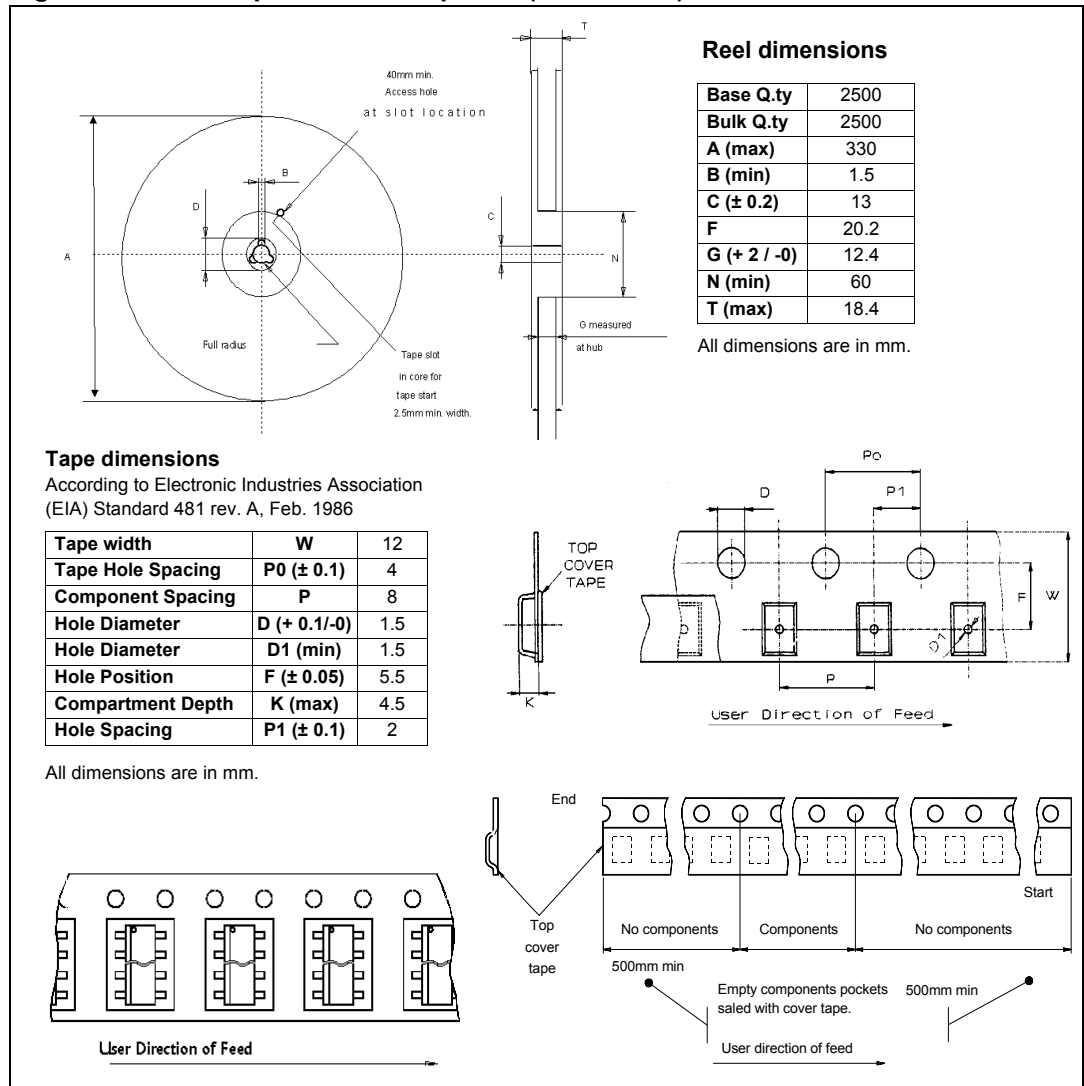 T
40mm min.
Access hole
at slot location
B
D
C
A
N
Full radius
Tape slot
in core for
tape start
2.5mm min. width.
G measured
at hub
Reel dimensions
Base Q.ty 2500
Bulk Q.ty 2500
A (max) 330
B (min) 1.5
C (± 0.2) 13
F 20.2
G (+ 2 / -0) 12.4
N (min) 60
T (max) 18.4
All dimensions are in mm.
Tape dimensions
According to Electronic Industries Association
(EIA) Standard 481 rev. A, Feb. 1986
Tape width W 12
Tape Hole Spacing P0 (± 0.1) 4
Component Spacing P 8
Hole Diameter D (+ 0.1/-0) 1.5
Hole Diameter D1 (min) 1.5
Hole Position F (± 0.05) 5.5
Compartment Depth K (max) 4.5
Hole Spacing P1 (± 0.1) 2
All dimensions are in mm.
Po
D
P1
TOP
COVER
TAPE
F
W
D1
P
K
User Direction of Feed
End
Start
Top
cover
tape
No components
Components
No components
500mm min
Empty components pockets
saled with cover tape.
500mm min
User direction of feed
User Direction of Feed